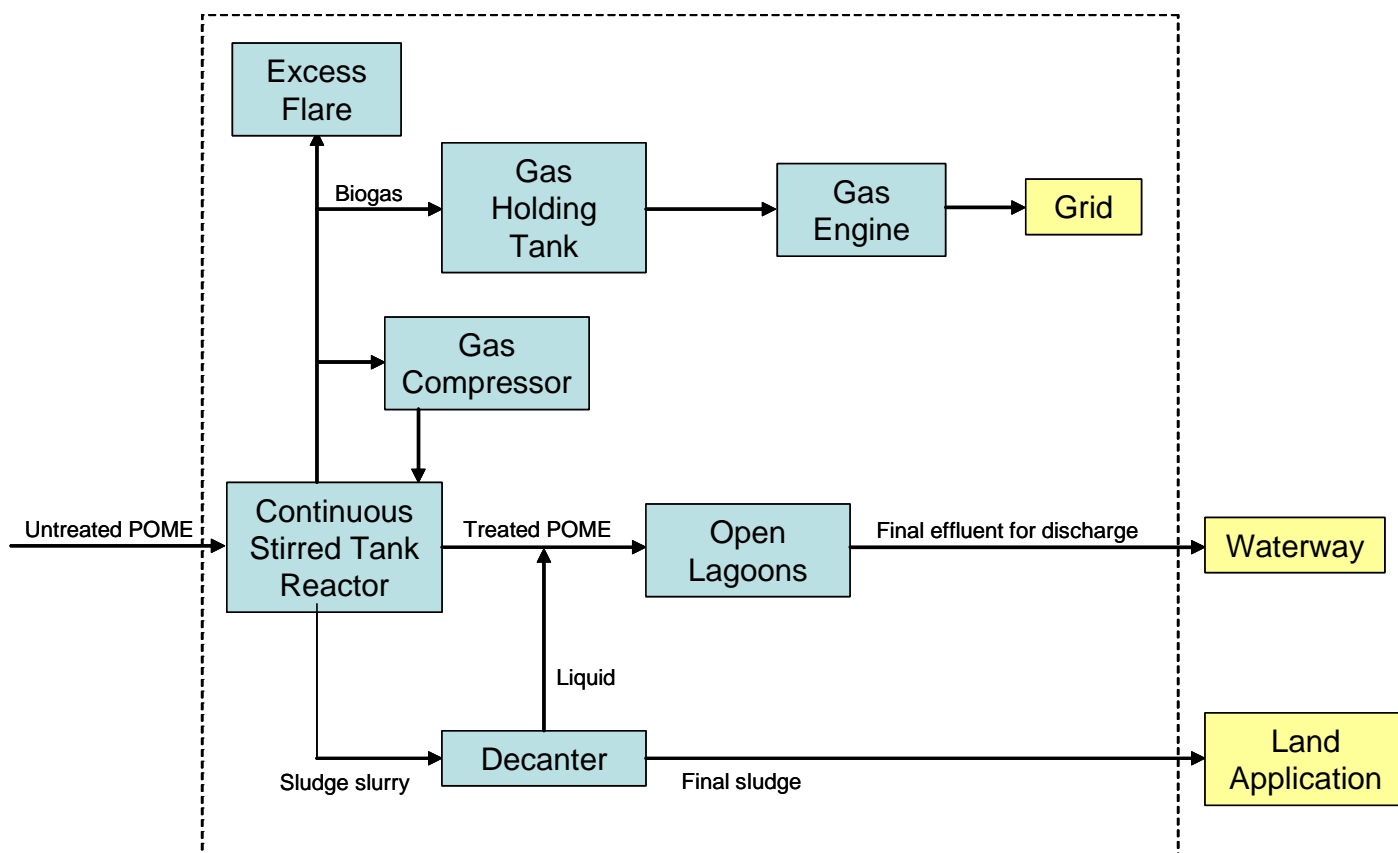 Excess
Flare
Biogas
Gas
Holding
Tank
Gas
Engine
Grid
Gas
Compressor
Untreated POME
Continuous
Stirred Tank
Reactor
Treated POME
Open
Lagoons
Final effluent for discharge
Waterway
Liquid
Sludge slurry
Decanter
Final sludge
Land
Application